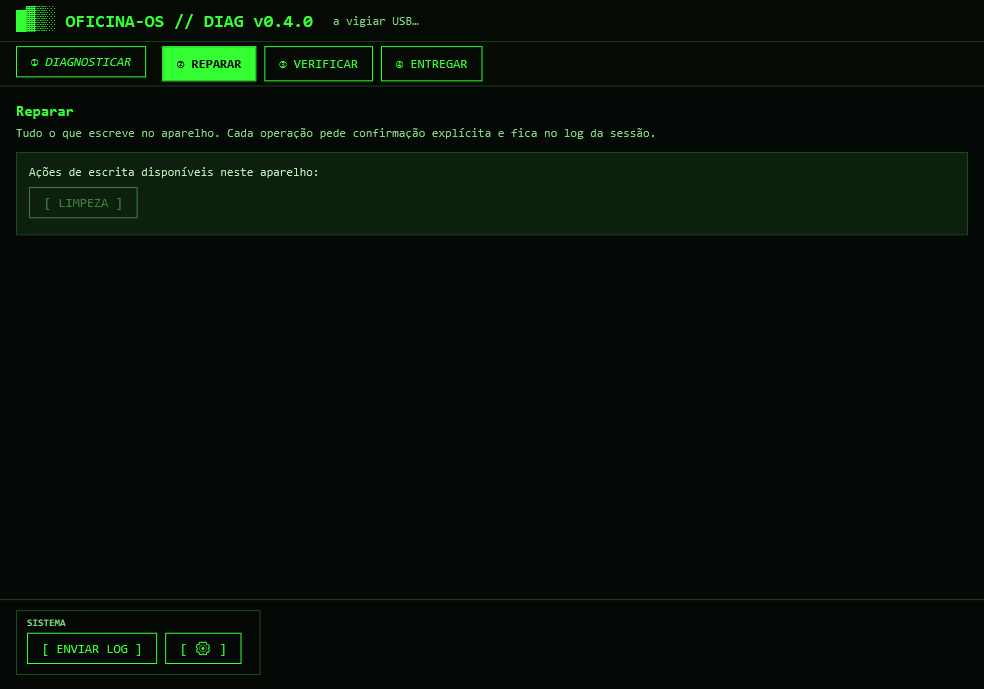 OFICINA-OS // DIAG v0.4.0 a vigiar USB…
① DIAGNOSTICAR ② REPARAR ③ VERIFICAR ④ ENTREGAR
Reparar
Tudo o que escreve no aparelho. Cada operação pede confirmação explícita e fica no log da sessão.
Ações de escrita disponíveis neste aparelho:
[ LIMPEZA ]
SISTEMA
[ ENVIAR LOG ] [ ⚙ ]